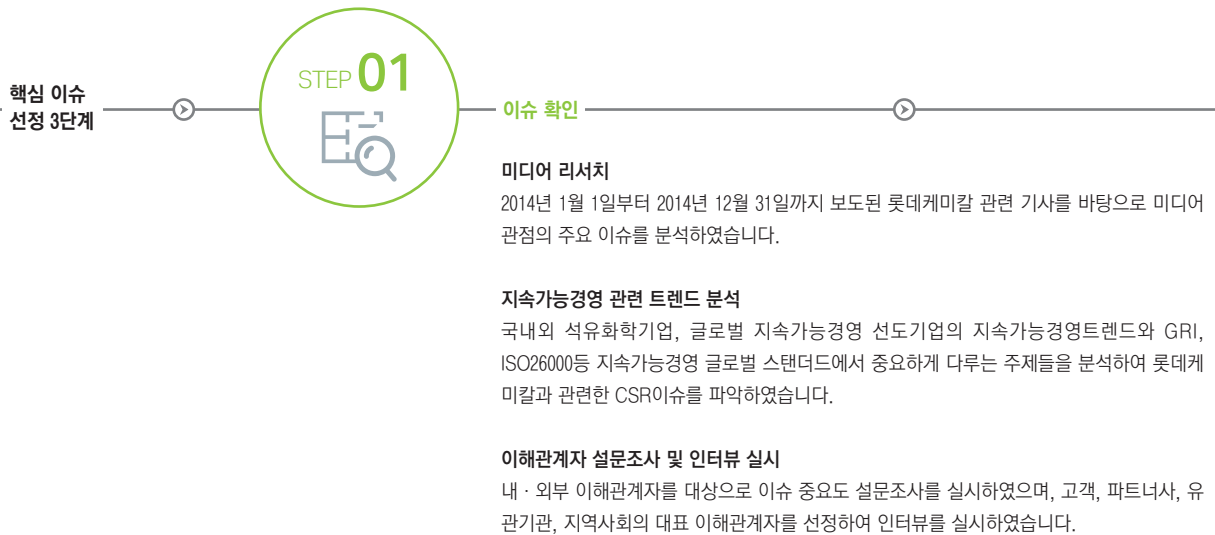 핵심 이슈
선정 3단계
STEP 01
이슈 확인
미디어 리서치
2014년 1월 1일부터 2014년 12월 31일까지 보도된 롯데케미칼 관련 기사를 바탕으로 미디어
관점의 주요 이슈를 분석하였습니다.
지속가능경영 관련 트렌드 분석
국내외 석유화학기업, 글로벌 지속가능경영 선도기업의 지속가능경영트렌드와 GRI,
ISO26000등 지속가능경영 글로벌 스탠더드에서 중요하게 다루는 주제들을 분석하여 롯데케
미칼과 관련한 CSR이슈를 파악하였습니다.
이해관계자 설문조사 및 인터뷰 실시
내 · 외부 이해관계자를 대상으로 이슈 중요도 설문조사를 실시하였으며, 고객, 파트너사, 유
관기관, 지역사회의 대표 이해관계자를 선정하여 인터뷰를 실시하였습니다.